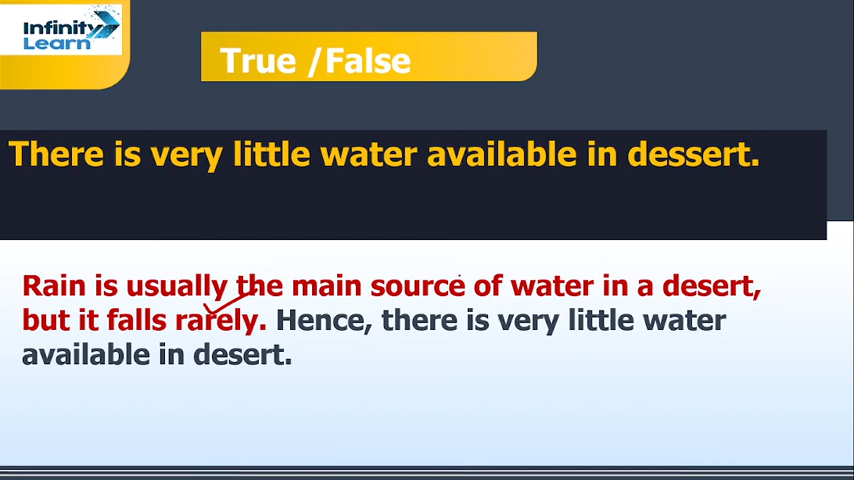 Infinity
Learn
True /False
There is very little water available in dessert.
Rain is usually the main source of water in a desert,
but it falls rarely. Hence, there is very little water
available in desert.